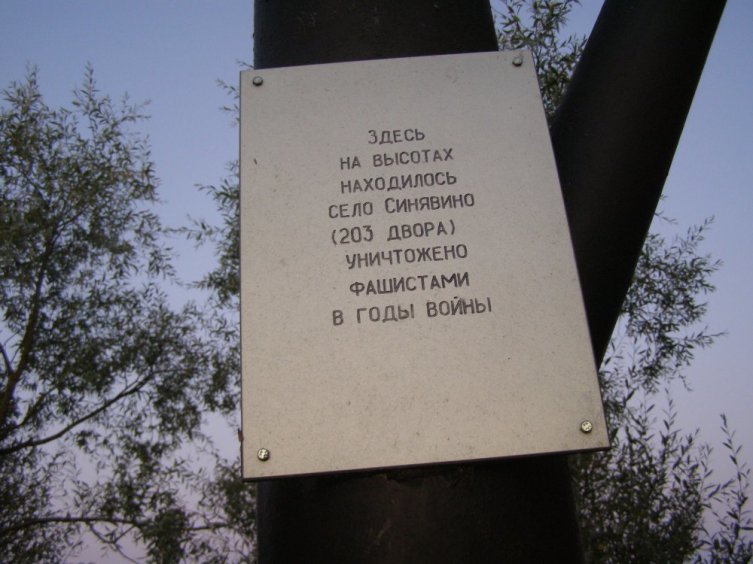 ЗДЕСЬ
НА ВЫСОТАХ
НАХОДИЛОСЬ
СЕЛО СИНЯВИНО
(203 ДВОРА)
УНИЧТОЖЕНО
ФАШИСТАМИ
В ГОДЫ ВОЙНЫ